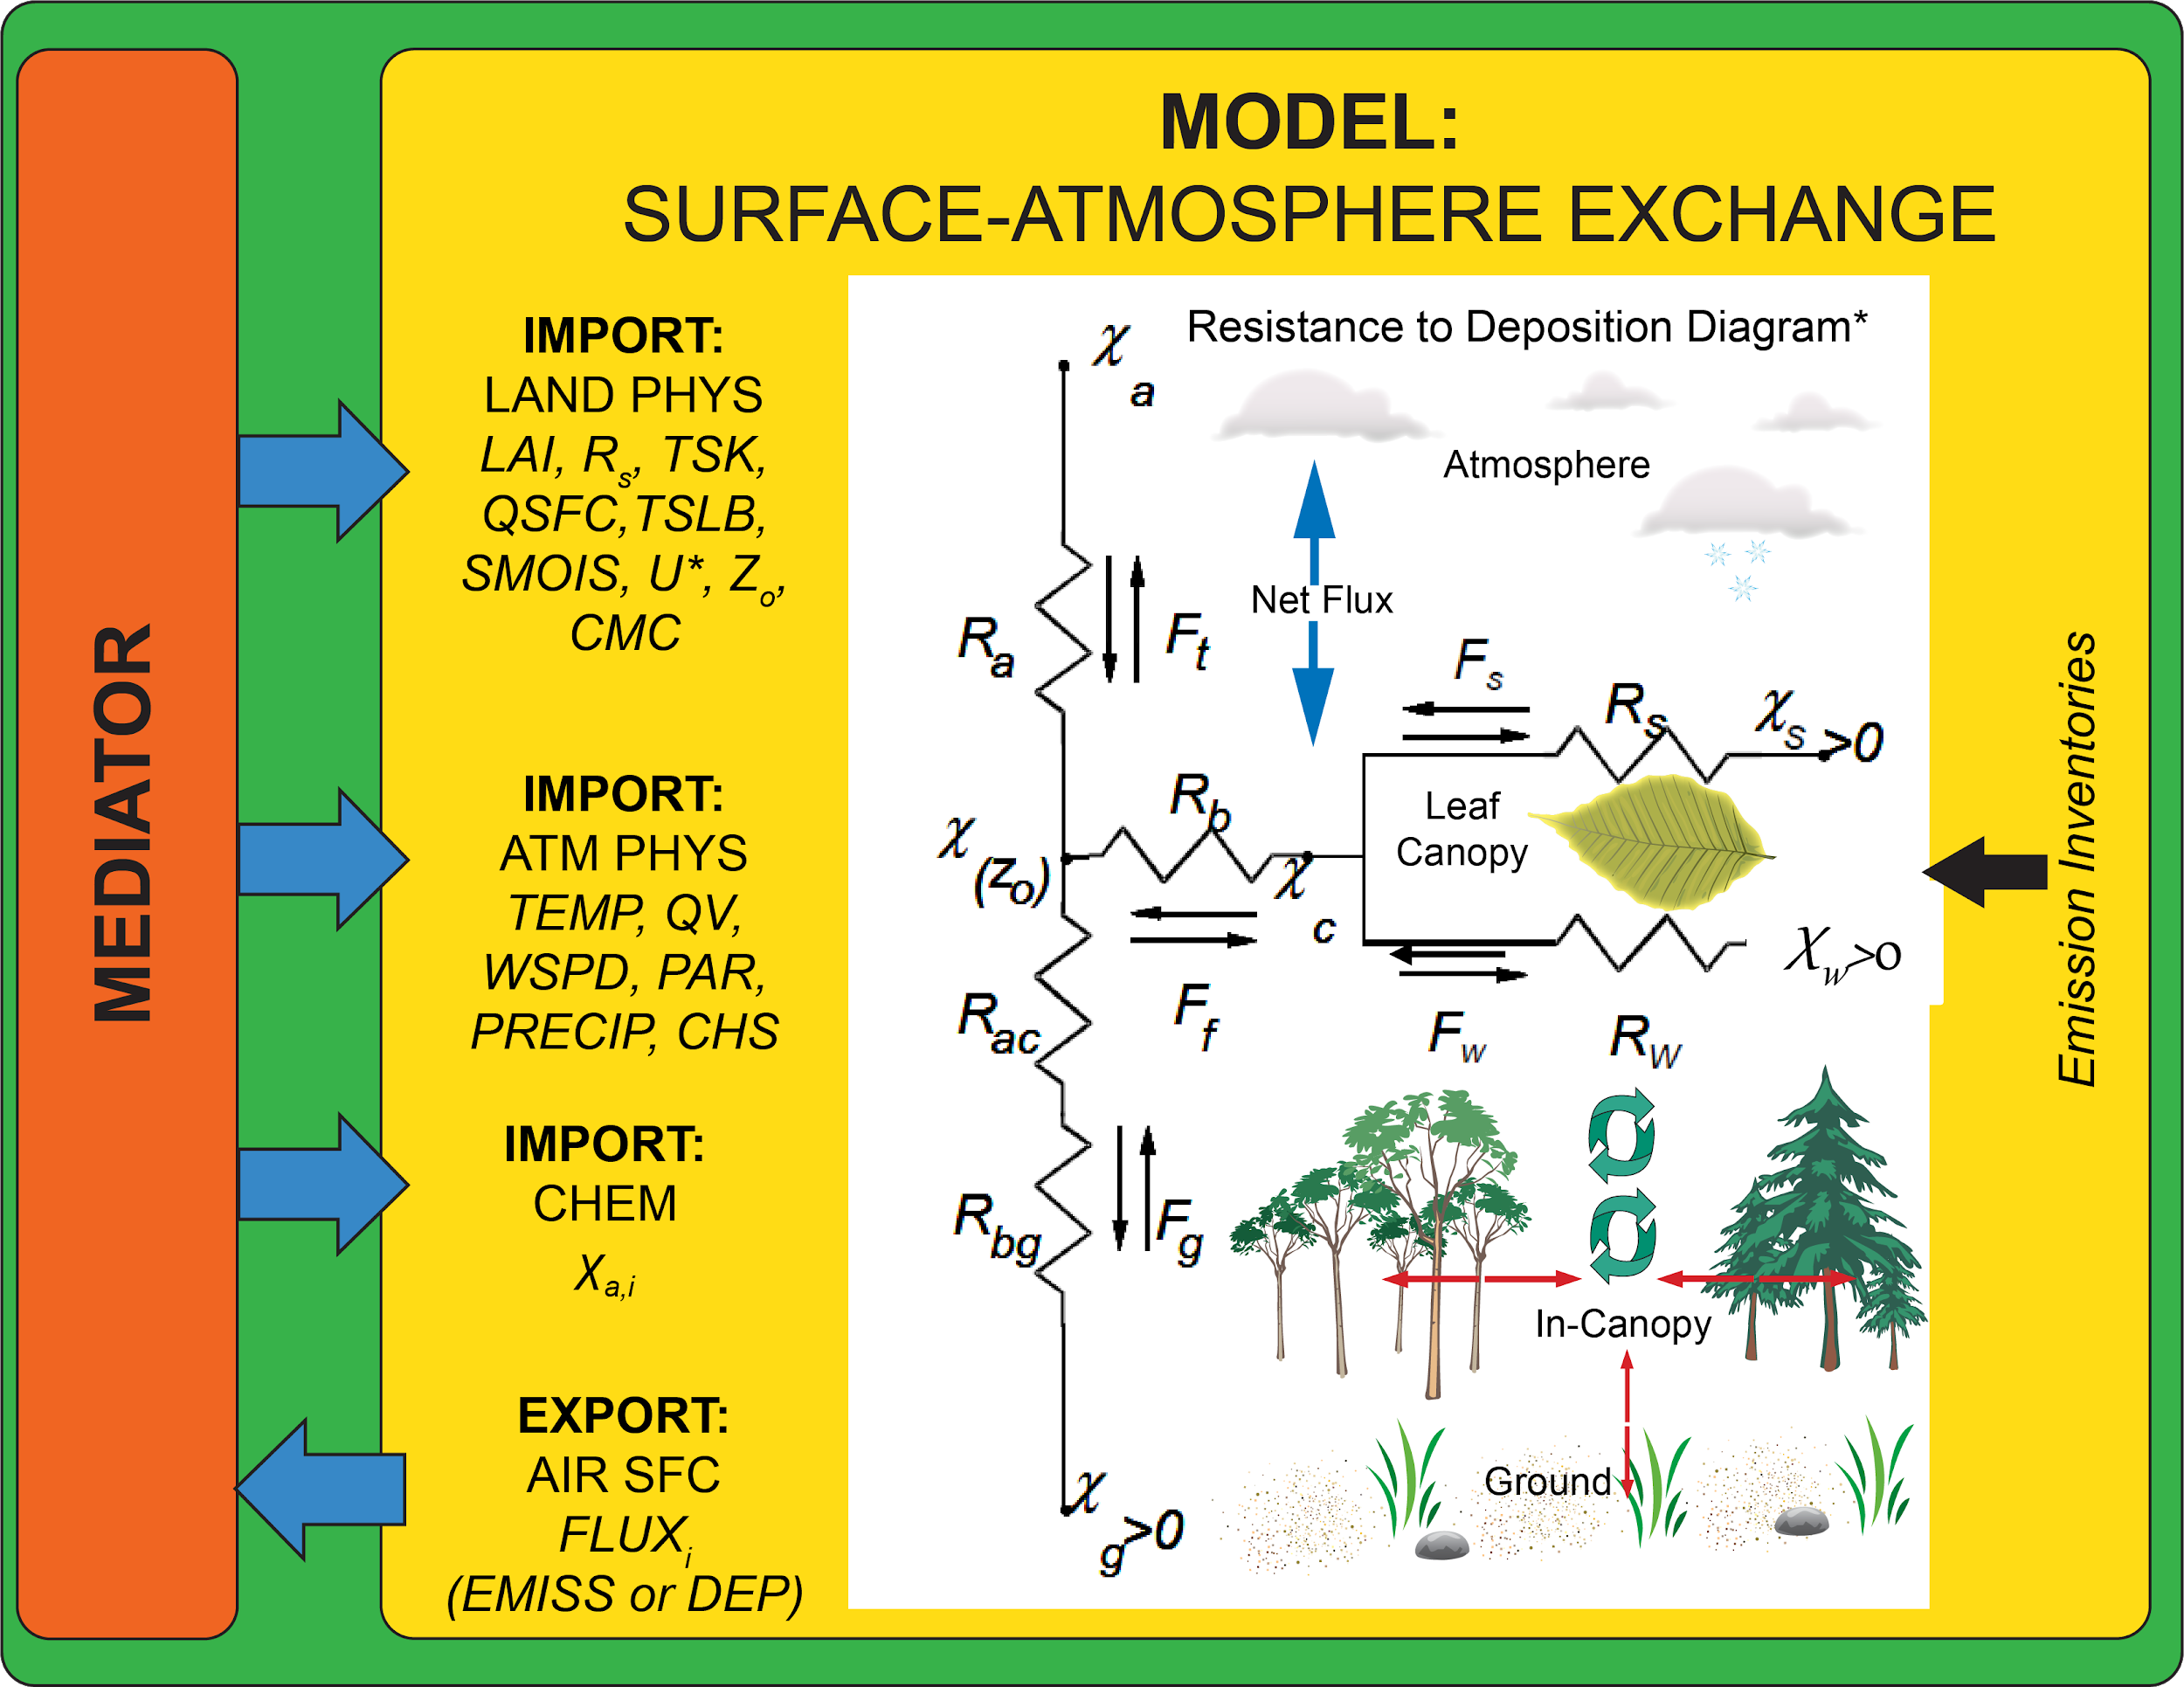 MODEL:
SURFACE-ATMOSPHERE EXCHANGE
MEDIATOR
IMPORT:
LAND PHYS
LAI, Rs, TSK,
QSFC,TSLB,
SMOIS, U*, Zo,
CMC
IMPORT:
ATM PHYS
TEMP, QV,
WSPD, PAR,
PRECIP, CHS
IMPORT:
CHEM
χa,i
EXPORT:
AIR SFC
FLUXi
(EMISS or DEP)
Resistance to Deposition Diagram*
χa
Atmosphere
Net Flux
Ra
Ft
Fs
Rs
χs>0
Rb
Leaf
Canopy
χ(zo)
χc
χw>0
Rac
Ff
Fw
RW
Rbg
Fg
In-Canopy
Ground
χg>0
Emission Inventories